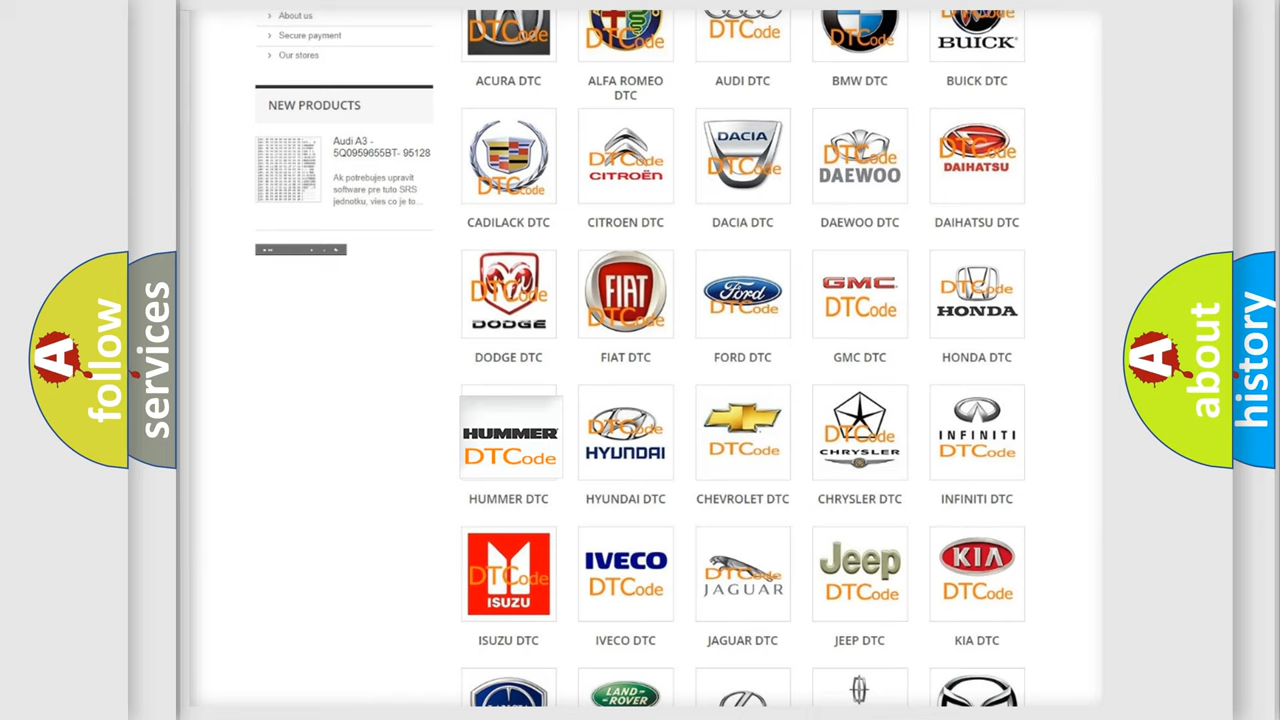 About us
Secure payment
Our stores
NEW PRODUCTS
Audi A3 -
5Q0959655BT- 95128
Ak potrebujes upravit
software pre tuto SRS
jednotku, vies co je to...
A follow
services
DTCode
DTCode
DTCode
DTCode
DTCode
BUICK
ACURA DTC
ALFA ROMEO
DTC
AUDI DTC
BMW DTC
BUICK DTC
DTCode
DTCode
CITROËN
DACIA
DTCode
DTCode
DAEWOO
DTCode
DAIHATSU
CADILACK DTC
CITROEN DTC
DACIA DTC
DAEWOO DTC
DAIHATSU DTC
DTCode
DODGE
FIAT
DTCode
Ford
DTCode
GMC
DTCode
DTCode
HONDA
DODGE DTC
FIAT DTC
FORD DTC
GMC DTC
HONDA DTC
HUMMER
DTCode
DTCode
HYUNDAI
DTCode
DTCode
CHRYSLER
INFINITI
DTCode
HUMMER DTC
HYUNDAI DTC
CHEVROLET DTC
CHRYSLER DTC
INFINITI DTC
DTCode
ISUZU
IVECO
DTCode
DTCode
JAGUAR
Jeep
DTCode
KIA
DTCode
ISUZU DTC
IVECO DTC
JAGUAR DTC
JEEP DTC
KIA DTC
LAND-
ROVER
A about
history